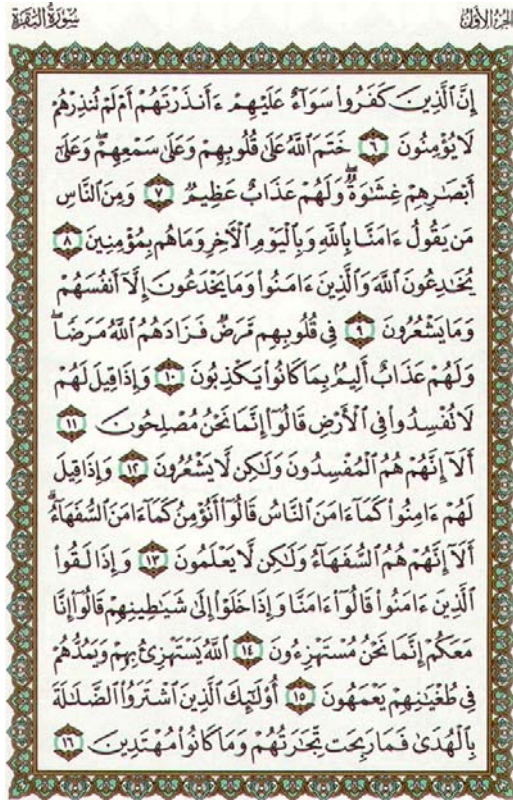 الجزء الأول
سورة البقرة
إِنَّ ٱلَّذِينَ كَفَرُوا۟ سَوَآءٌ عَلَيْهِمْ ءَأَنذَرْتَهُمْ أَمْ لَمْ تُنذِرْهُمْ
لَا يُؤْمِنُونَ ٦ خَتَمَ ٱللَّهُ عَلَىٰ قُلُوبِهِمْ وَعَلَىٰ سَمْعِهِمْ ۖ وَعَلَىٰٓ
أَبْصَـٰرِهِمْ غِشَـٰوَةٌ ۖ وَلَهُمْ عَذَابٌ عَظِيمٌ ٧ وَمِنَ ٱلنَّاسِ
مَن يَقُولُ ءَامَنَّا بِٱللَّهِ وَبِٱلْيَوْمِ ٱلْـَٔاخِرِ وَمَا هُم بِمُؤْمِنِينَ ٨
يُخَـٰدِعُونَ ٱللَّهَ وَٱلَّذِينَ ءَامَنُوا۟ وَمَا يَخْدَعُونَ إِلَّآ أَنفُسَهُمْ
وَمَا يَشْعُرُونَ ٩ فِى قُلُوبِهِم مَّرَضٌ فَزَادَهُمُ ٱللَّهُ مَرَضًا ۖ
وَلَهُمْ عَذَابٌ أَلِيمٌۢ بِمَا كَانُوا۟ يَكْذِبُونَ ١٠ وَإِذَا قِيلَ لَهُمْ
لَا تُفْسِدُوا۟ فِى ٱلْأَرْضِ قَالُوٓا۟ إِنَّمَا نَحْنُ مُصْلِحُونَ ١١
أَلَآ إِنَّهُمْ هُمُ ٱلْمُفْسِدُونَ وَلَـٰكِن لَّا يَشْعُرُونَ ١٢ وَإِذَا قِيلَ
لَهُمْ ءَامِنُوا۟ كَمَآ ءَامَنَ ٱلنَّاسُ قَالُوٓا۟ أَنُؤْمِنُ كَمَآ ءَامَنَ ٱلسُّفَهَآءُ ۗ
أَلَآ إِنَّهُمْ هُمُ ٱلسُّفَهَآءُ وَلَـٰكِن لَّا يَعْلَمُونَ ١٣ وَإِذَا لَقُوا۟
ٱلَّذِينَ ءَامَنُوا۟ قَالُوٓا۟ ءَامَنَّا وَإِذَا خَلَوْا۟ إِلَىٰ شَيَـٰطِينِهِمْ قَالُوٓا۟ إِنَّا
مَعَكُمْ إِنَّمَا نَحْنُ مُسْتَهْزِءُونَ ١٤ ٱللَّهُ يَسْتَهْزِئُ بِهِمْ وَيَمُدُّهُمْ
فِى طُغْيَـٰنِهِمْ يَعْمَهُونَ ١٥ أُو۟لَـٰٓئِكَ ٱلَّذِينَ ٱشْتَرَوُا۟ ٱلضَّلَـٰلَةَ
بِٱلْهُدَىٰ فَمَا رَبِحَت تِّجَـٰرَتُهُمْ وَمَا كَانُوا۟ مُهْتَدِينَ ١٦